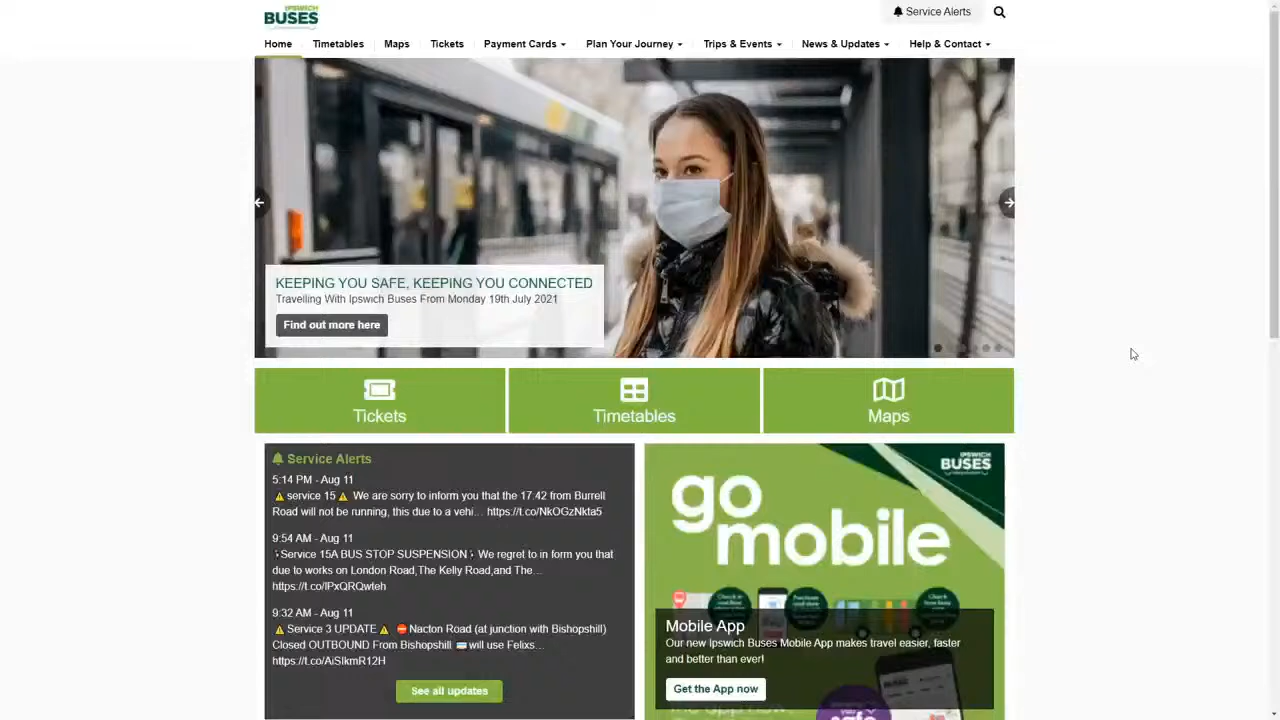 IPSWICH
BUSES
Service Alerts
Home
Timetables
Maps
Tickets
Payment Cards
Plan Your Journey
Trips & Events
News & Updates
Help & Contact
KEEPING YOU SAFE, KEEPING YOU CONNECTED
Travelling With Ipswich Buses From Monday 19th July 2021
Find out more here
Tickets
Timetables
Maps
Service Alerts
5:14 PM - Aug 11
⚠ service 15 ⚠ We are sorry to inform you that the 17:42 from Burrell
Road will not be running, this due to a vehi... https://t.co/NkOGzNkta5
9:54 AM - Aug 11
Service 15A BUS STOP SUSPENSION We regret to in form you that
due to works on London Road,The Kelly Road,and The...
https://t.co/IPxQRQwteh
9:32 AM - Aug 11
⚠ Service 3 UPDATE ⚠ ⛔ Nacton Road (at junction with Bishopshill)
Closed OUTBOUND From Bishopshill 🚍 will use Felixs...
https://t.co/AiSIkmR12H
See all updates
IPSWICH
BUSES
go
mobile
Mobile App
Our new Ipswich Buses Mobile App makes travel easier, faster
and better than ever!
Get the App now